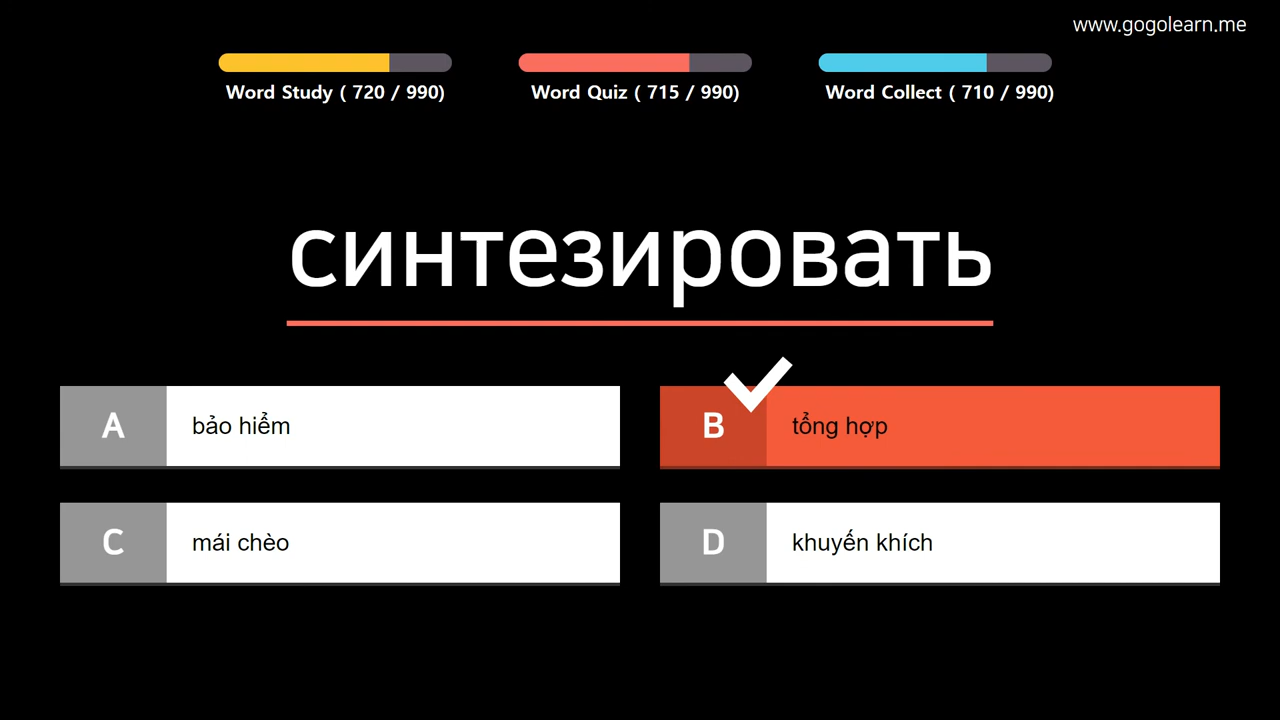 www.gogolearn.me
Word Study ( 720 / 990)
Word Quiz ( 715 / 990)
Word Collect ( 710 / 990)
синтезировать
A
bảo hiểm
B
tổng hợp
C
mái chèo
D
khuyến khích